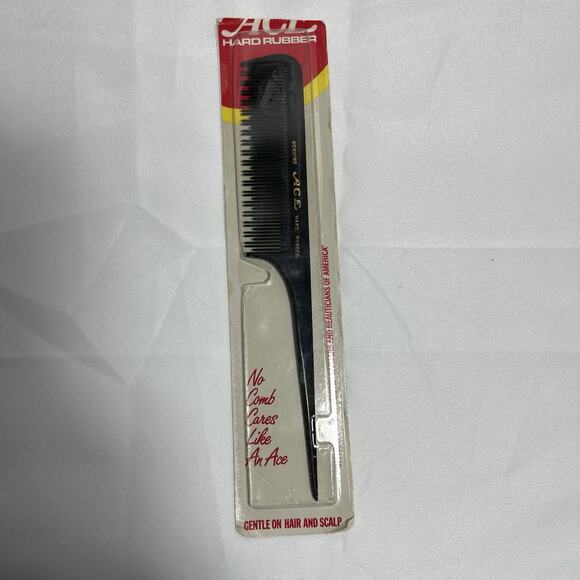 ACE
HARD RUBBER
GENUINE ACE HARD RUBBER
AND BEAUTICIANS OF AMERICA
No
Comb
Cares
Like
An Ace
GENTLE ON HAIR AND SCALP